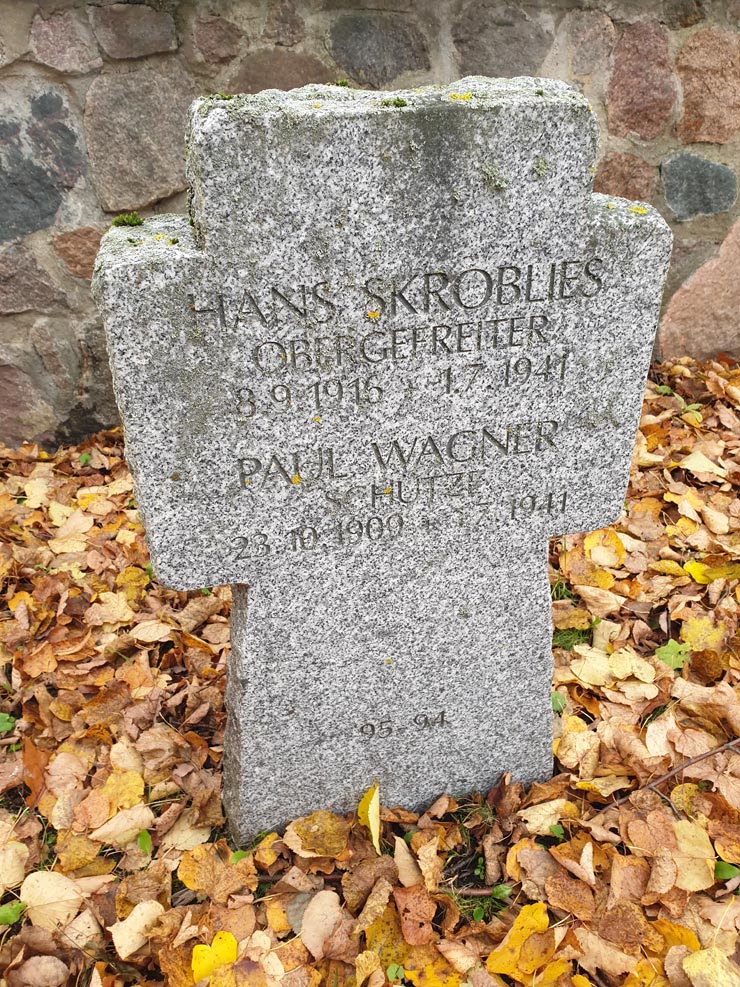 HANS SKROBLIES
OBERGEFREITER
8.9.1916 + 1.7.1941
PAUL WAGNER
SCHÜTZE
23.10.1909 + 1.7.1941
95-94